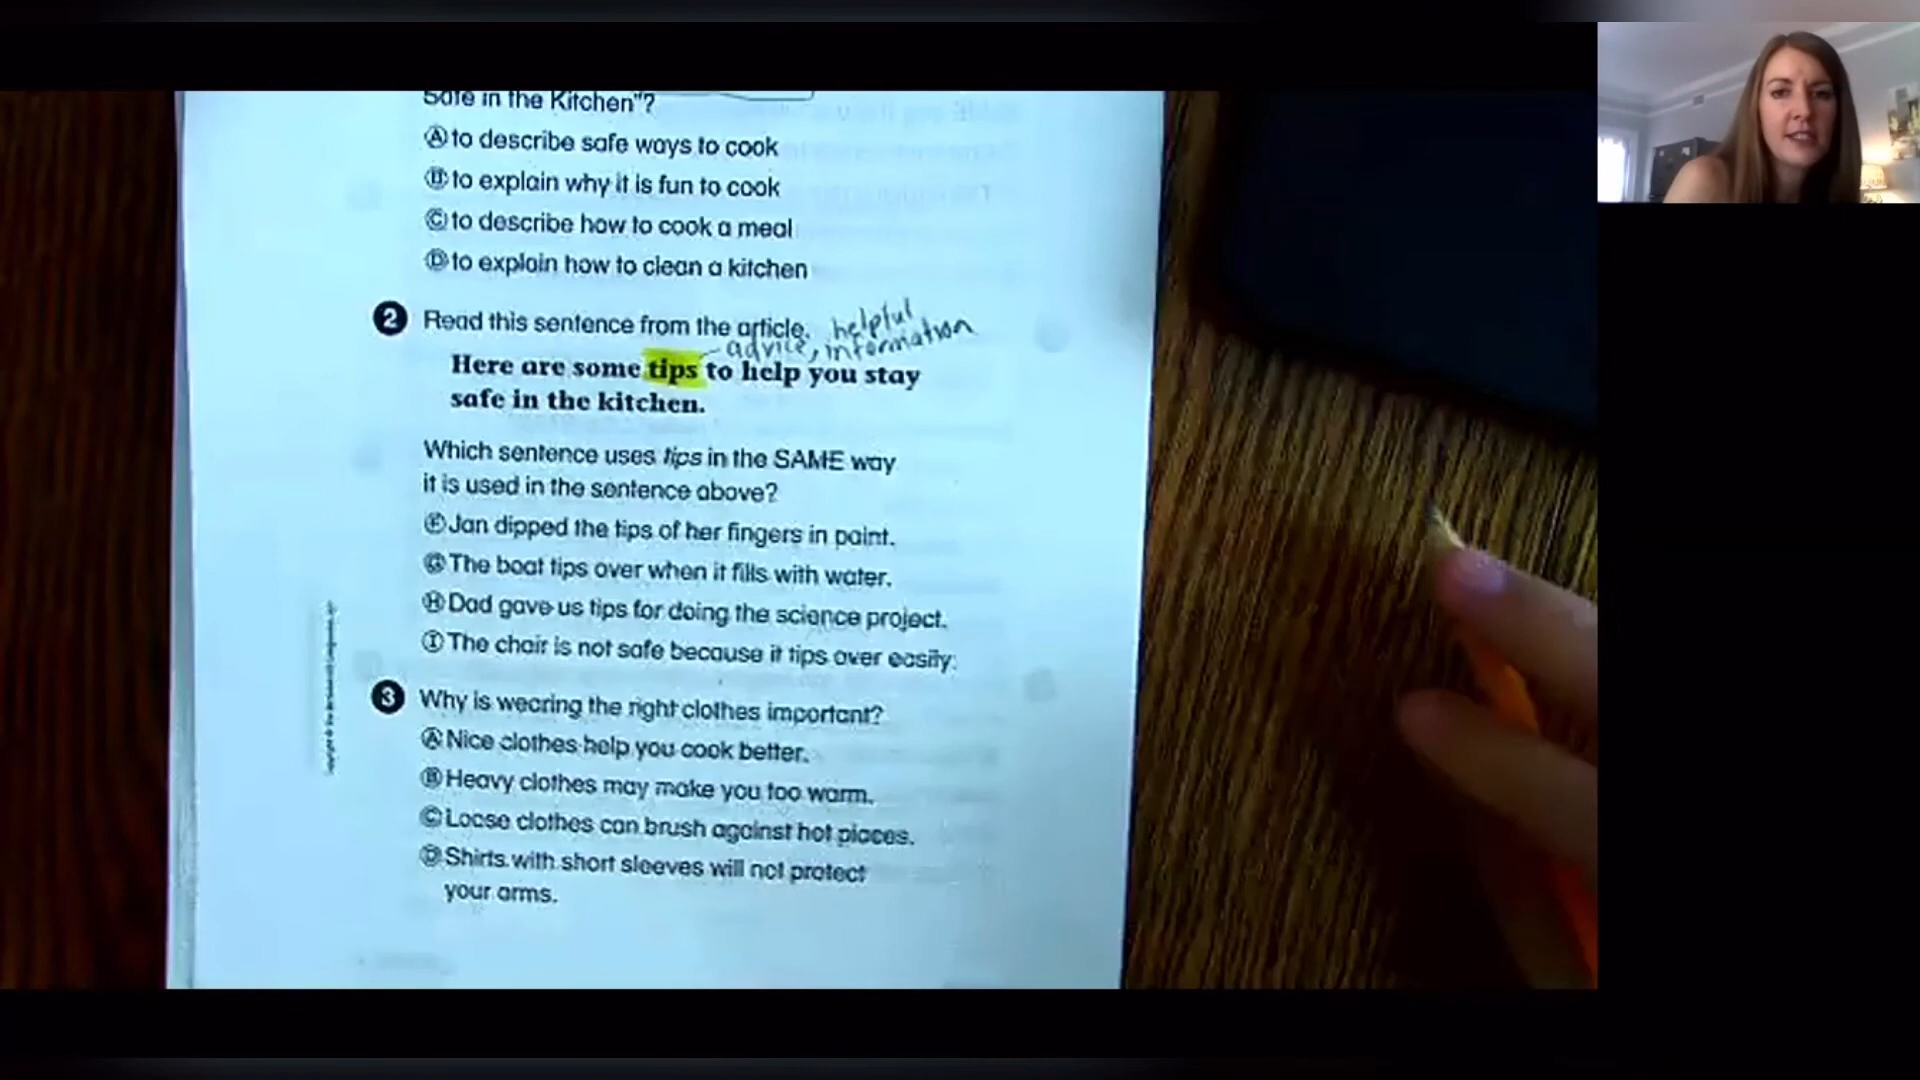 Safe in the Kitchen"?
Ⓐ to describe safe ways to cook
Ⓑ to explain why it is fun to cook
Ⓒ to describe how to cook a meal
Ⓓ to explain how to clean a kitchen
2 Read this sentence from the article.
helpful
advice, information
Here are some tips to help you stay
safe in the kitchen.
Which sentence uses tips in the SAME way
it is used in the sentence above?
Ⓕ Jan dipped the tips of her fingers in paint.
Ⓖ The boat tips over when it fills with water.
Ⓗ Dad gave us tips for doing the science project.
Ⓘ The chair is not safe because it tips over easily.
3 Why is wearing the right clothes important?
Ⓐ Nice clothes help you cook better.
Ⓑ Heavy clothes may make you too warm.
Ⓒ Loose clothes can brush against hot places.
Ⓓ Shirts with short sleeves will not protect
your arms.